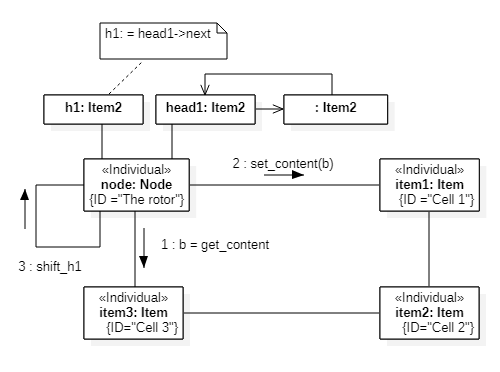 h1: = head1->next
h1: Item2
head1: Item2
: Item2
«Individual»
node: Node
{ID ="The rotor"}
2 : set_content(b)
«Individual»
item1: Item
{ID ="Cell 1"}
1 : b = get_content
3 : shift_h1
«Individual»
item3: Item
{ID="Cell 3"}
«Individual»
item2: Item
{ID="Cell 2"}